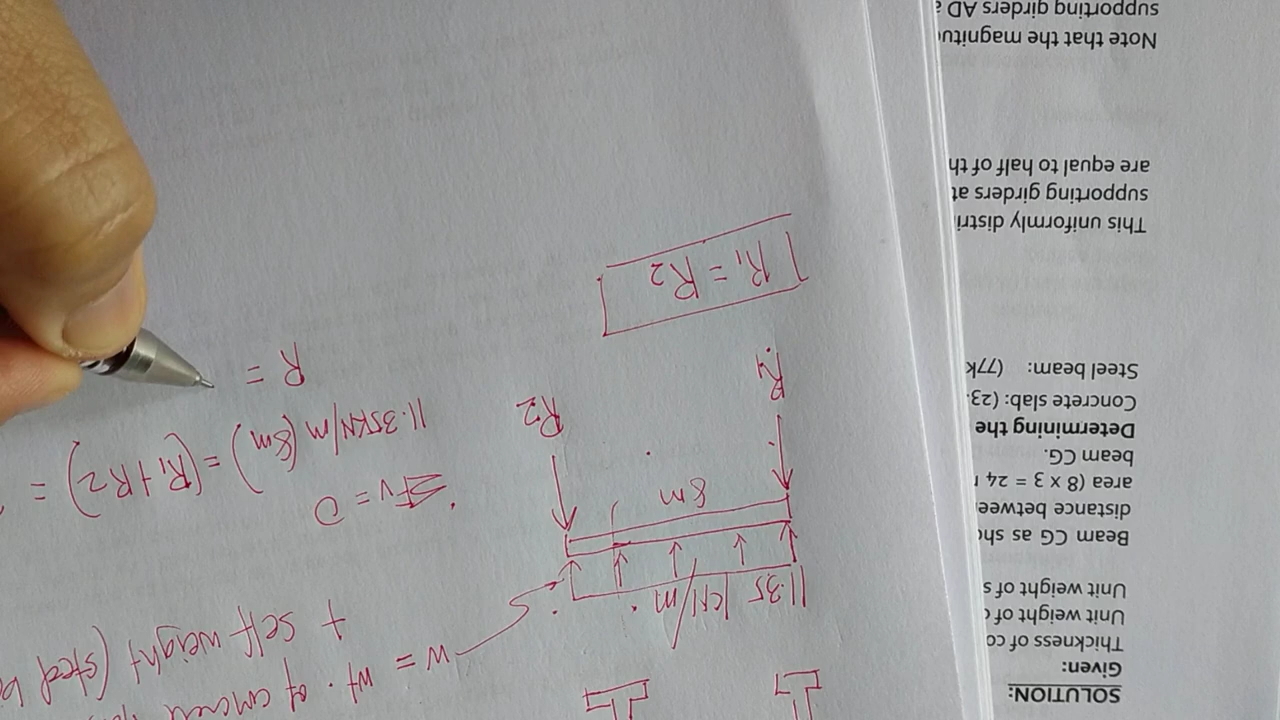 SOLUTION:
Given:
Thickness of co
Unit weight of c
Unit weight of s
Beam CG as sho
distance between
area (8 x 3 = 24
beam CG.
Determining the
Concrete slab: (23.
Steel beam: (77k
This uniformly distri
supporting girders at
are equal to half of th
Note that the magnitu
supporting girders AD
w = wt. of
+ self weight (steel
11.35 kN/m
8m
R1
R2
ΣFv = 0
11.35kN/m (8m) = (R1 + R2) =
R =
R1 = R2